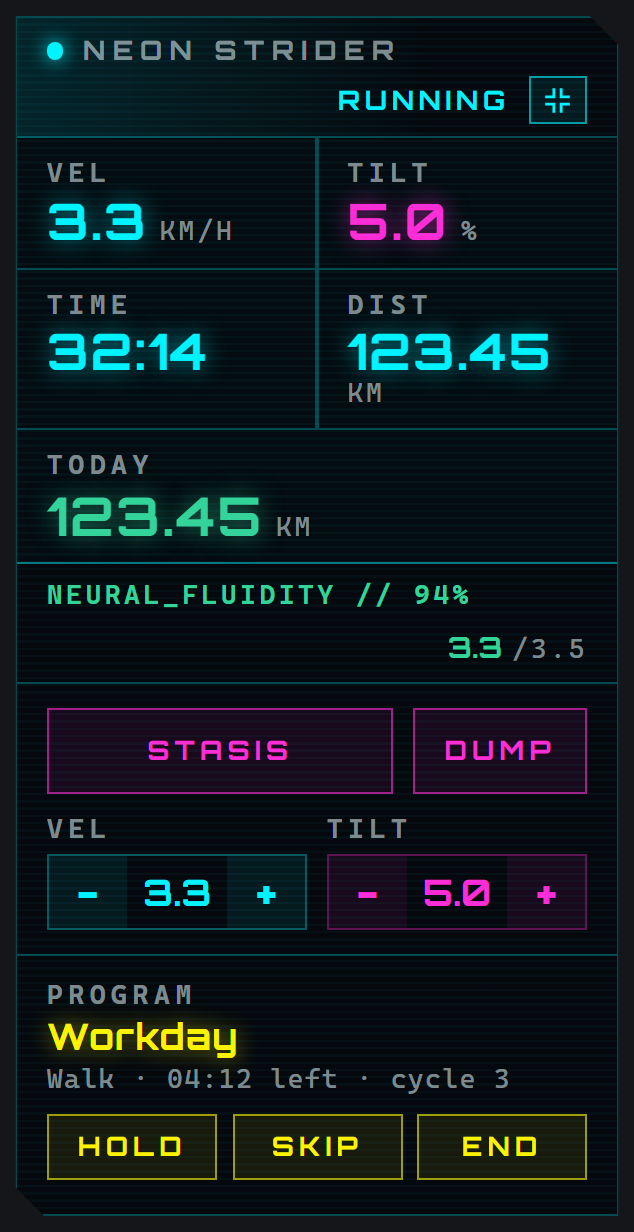 NEON STRIDER
RUNNING
VEL
3.3 KM/H
TILT
5.0 %
TIME
32:14
DIST
123.45
KM
TODAY
123.45 KM
NEURAL_FLUIDITY // 94%
3.3 /3.5
STASIS
DUMP
VEL
TILT
- 3.3 +
- 5.0 +
PROGRAM
Workday
Walk · 04:12 left · cycle 3
HOLD
SKIP
END